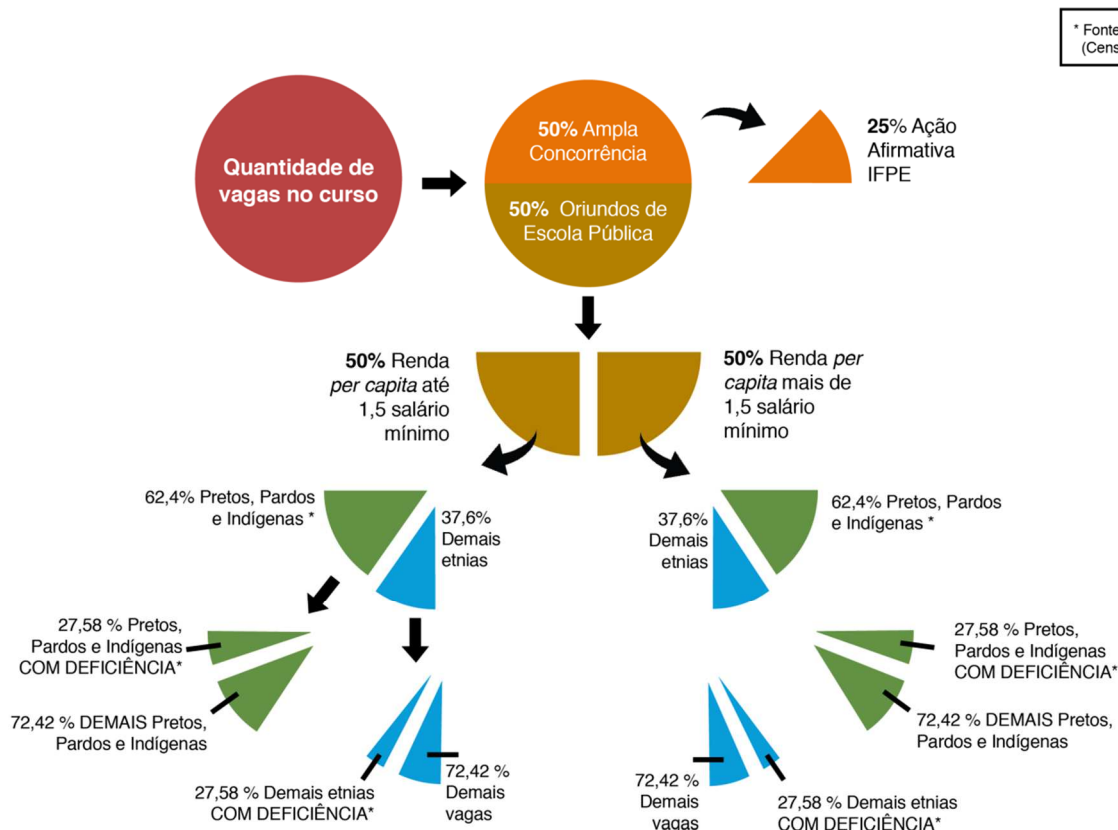 * Fonte
(Cens
Quantidade de
vagas no curso
50% Ampla
Concorrência
50% Oriundos de
Escola Pública
25% Ação
Afirmativa
IFPE
50% Renda
per capita até
1,5 salário
mínimo
50% Renda per
capita mais de
1,5 salário
mínimo
62,4% Pretos, Pardos
e Indígenas *
37,6%
Demais
etnias
37,6%
Demais
etnias
62,4% Pretos, Pardos
e Indígenas *
27,58 % Pretos,
Pardos e Indígenas
COM DEFICIÊNCIA*
72,42 % DEMAIS Pretos,
Pardos e Indígenas
27,58 % Demais etnias
COM DEFICIÊNCIA*
72,42 %
Demais
vagas
72,42 %
Demais
vagas
27,58 % Demais etnias
COM DEFICIÊNCIA*
27,58 % Pretos,
Pardos e Indígenas
COM DEFICIÊNCIA*
72,42 % DEMAIS Pretos,
Pardos e Indígenas